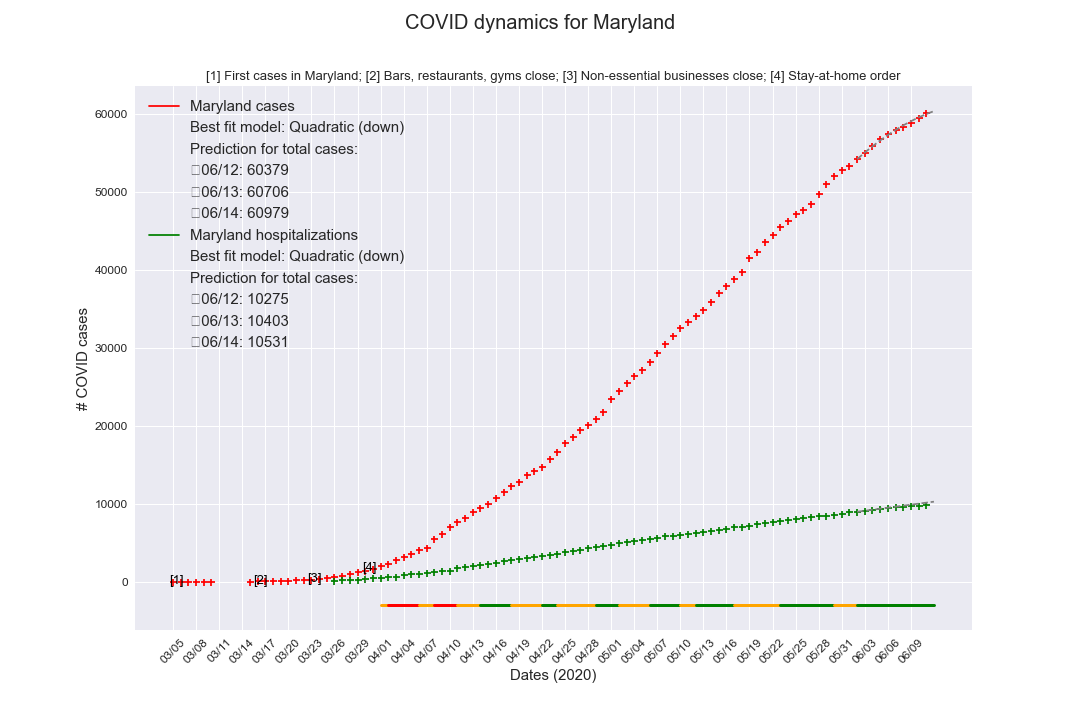 COVID dynamics for Maryland
[1] First cases in Maryland; [2] Bars, restaurants, gyms close; [3] Non-essential businesses close; [4] Stay-at-home order
Maryland cases
Best fit model: Quadratic (down)
Prediction for total cases:
06/12: 60379
06/13: 60706
06/14: 60979
Maryland hospitalizations
Best fit model: Quadratic (down)
Prediction for total cases:
06/12: 10275
06/13: 10403
06/14: 10531
# COVID cases
60000
50000
40000
30000
20000
10000
0
[1] [2] [3] [4]
03/05 03/08 03/11 03/14 03/17 03/20 03/23 03/26 03/29 04/01 04/04 04/07 04/10 04/13 04/16 04/19 04/22 04/25 04/28 05/01 05/04 05/07 05/10 05/13 05/16 05/19 05/22 05/25 05/28 05/31 06/03 06/06 06/09
Dates (2020)